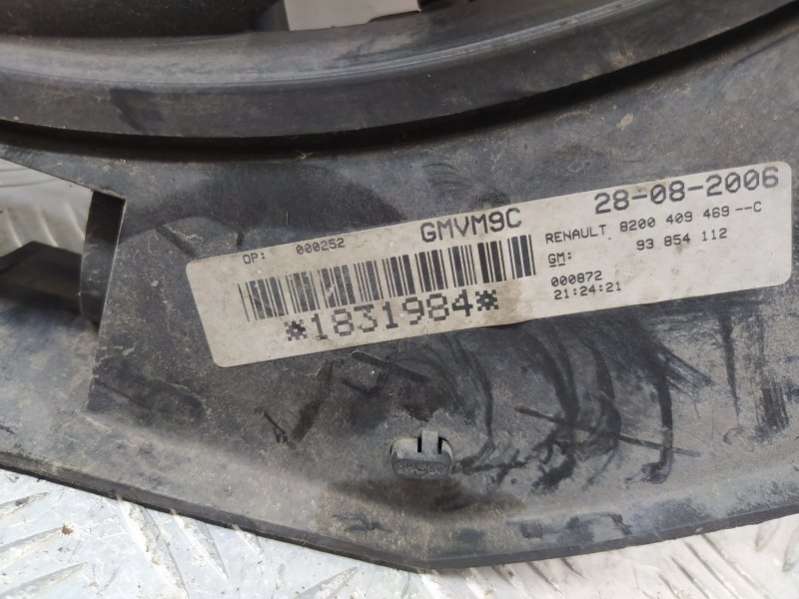 OP: 000252 GMVM9C 28-08-2006
RENAULT 8200 409 469--C
GM: 93 854 112
000872
21:24:21
*1831984*